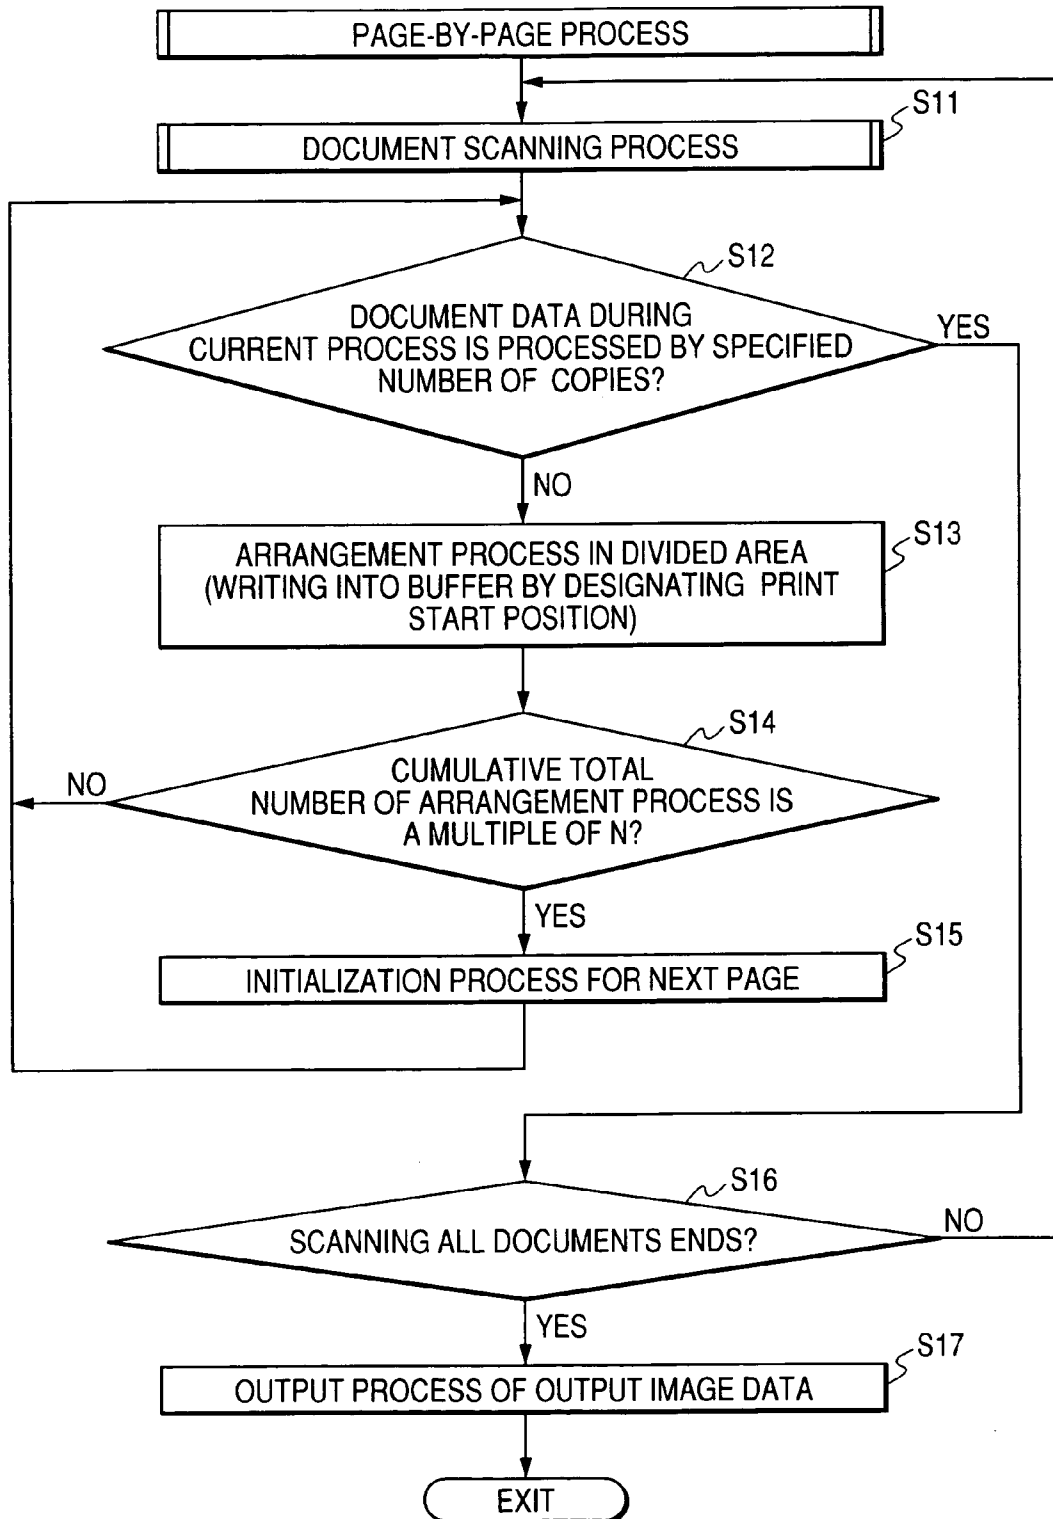 PAGE-BY-PAGE PROCESS
S11
DOCUMENT SCANNING PROCESS
S12
DOCUMENT DATA DURING
CURRENT PROCESS IS PROCESSED BY SPECIFIED
NUMBER OF COPIES?
YES
NO
S13
ARRANGEMENT PROCESS IN DIVIDED AREA
(WRITING INTO BUFFER BY DESIGNATING PRINT
START POSITION)
S14
CUMULATIVE TOTAL
NUMBER OF ARRANGEMENT PROCESS IS
A MULTIPLE OF N?
NO
YES
S15
INITIALIZATION PROCESS FOR NEXT PAGE
S16
SCANNING ALL DOCUMENTS ENDS?
NO
YES
S17
OUTPUT PROCESS OF OUTPUT IMAGE DATA
EXIT